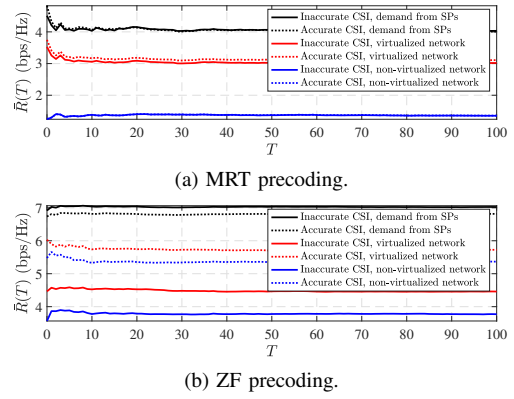 4
3
2
R̄(T) (bps/Hz)
Inaccurate CSI, demand from SPs
Accurate CSI, demand from SPs
Inaccurate CSI, virtualized network
Accurate CSI, virtualized network
Inaccurate CSI, non-virtualized network
Accurate CSI, non-virtualized network
0 10 20 30 40 50 60 70 80 90 100
T
(a) MRT precoding.
7
6
5
4
R̄(T) (bps/Hz)
Inaccurate CSI, demand from SPs
Accurate CSI, demand from SPs
Inaccurate CSI, virtualized network
Accurate CSI, virtualized network
Inaccurate CSI, non-virtualized network
Accurate CSI, non-virtualized network
0 10 20 30 40 50 60 70 80 90 100
T
(b) ZF precoding.